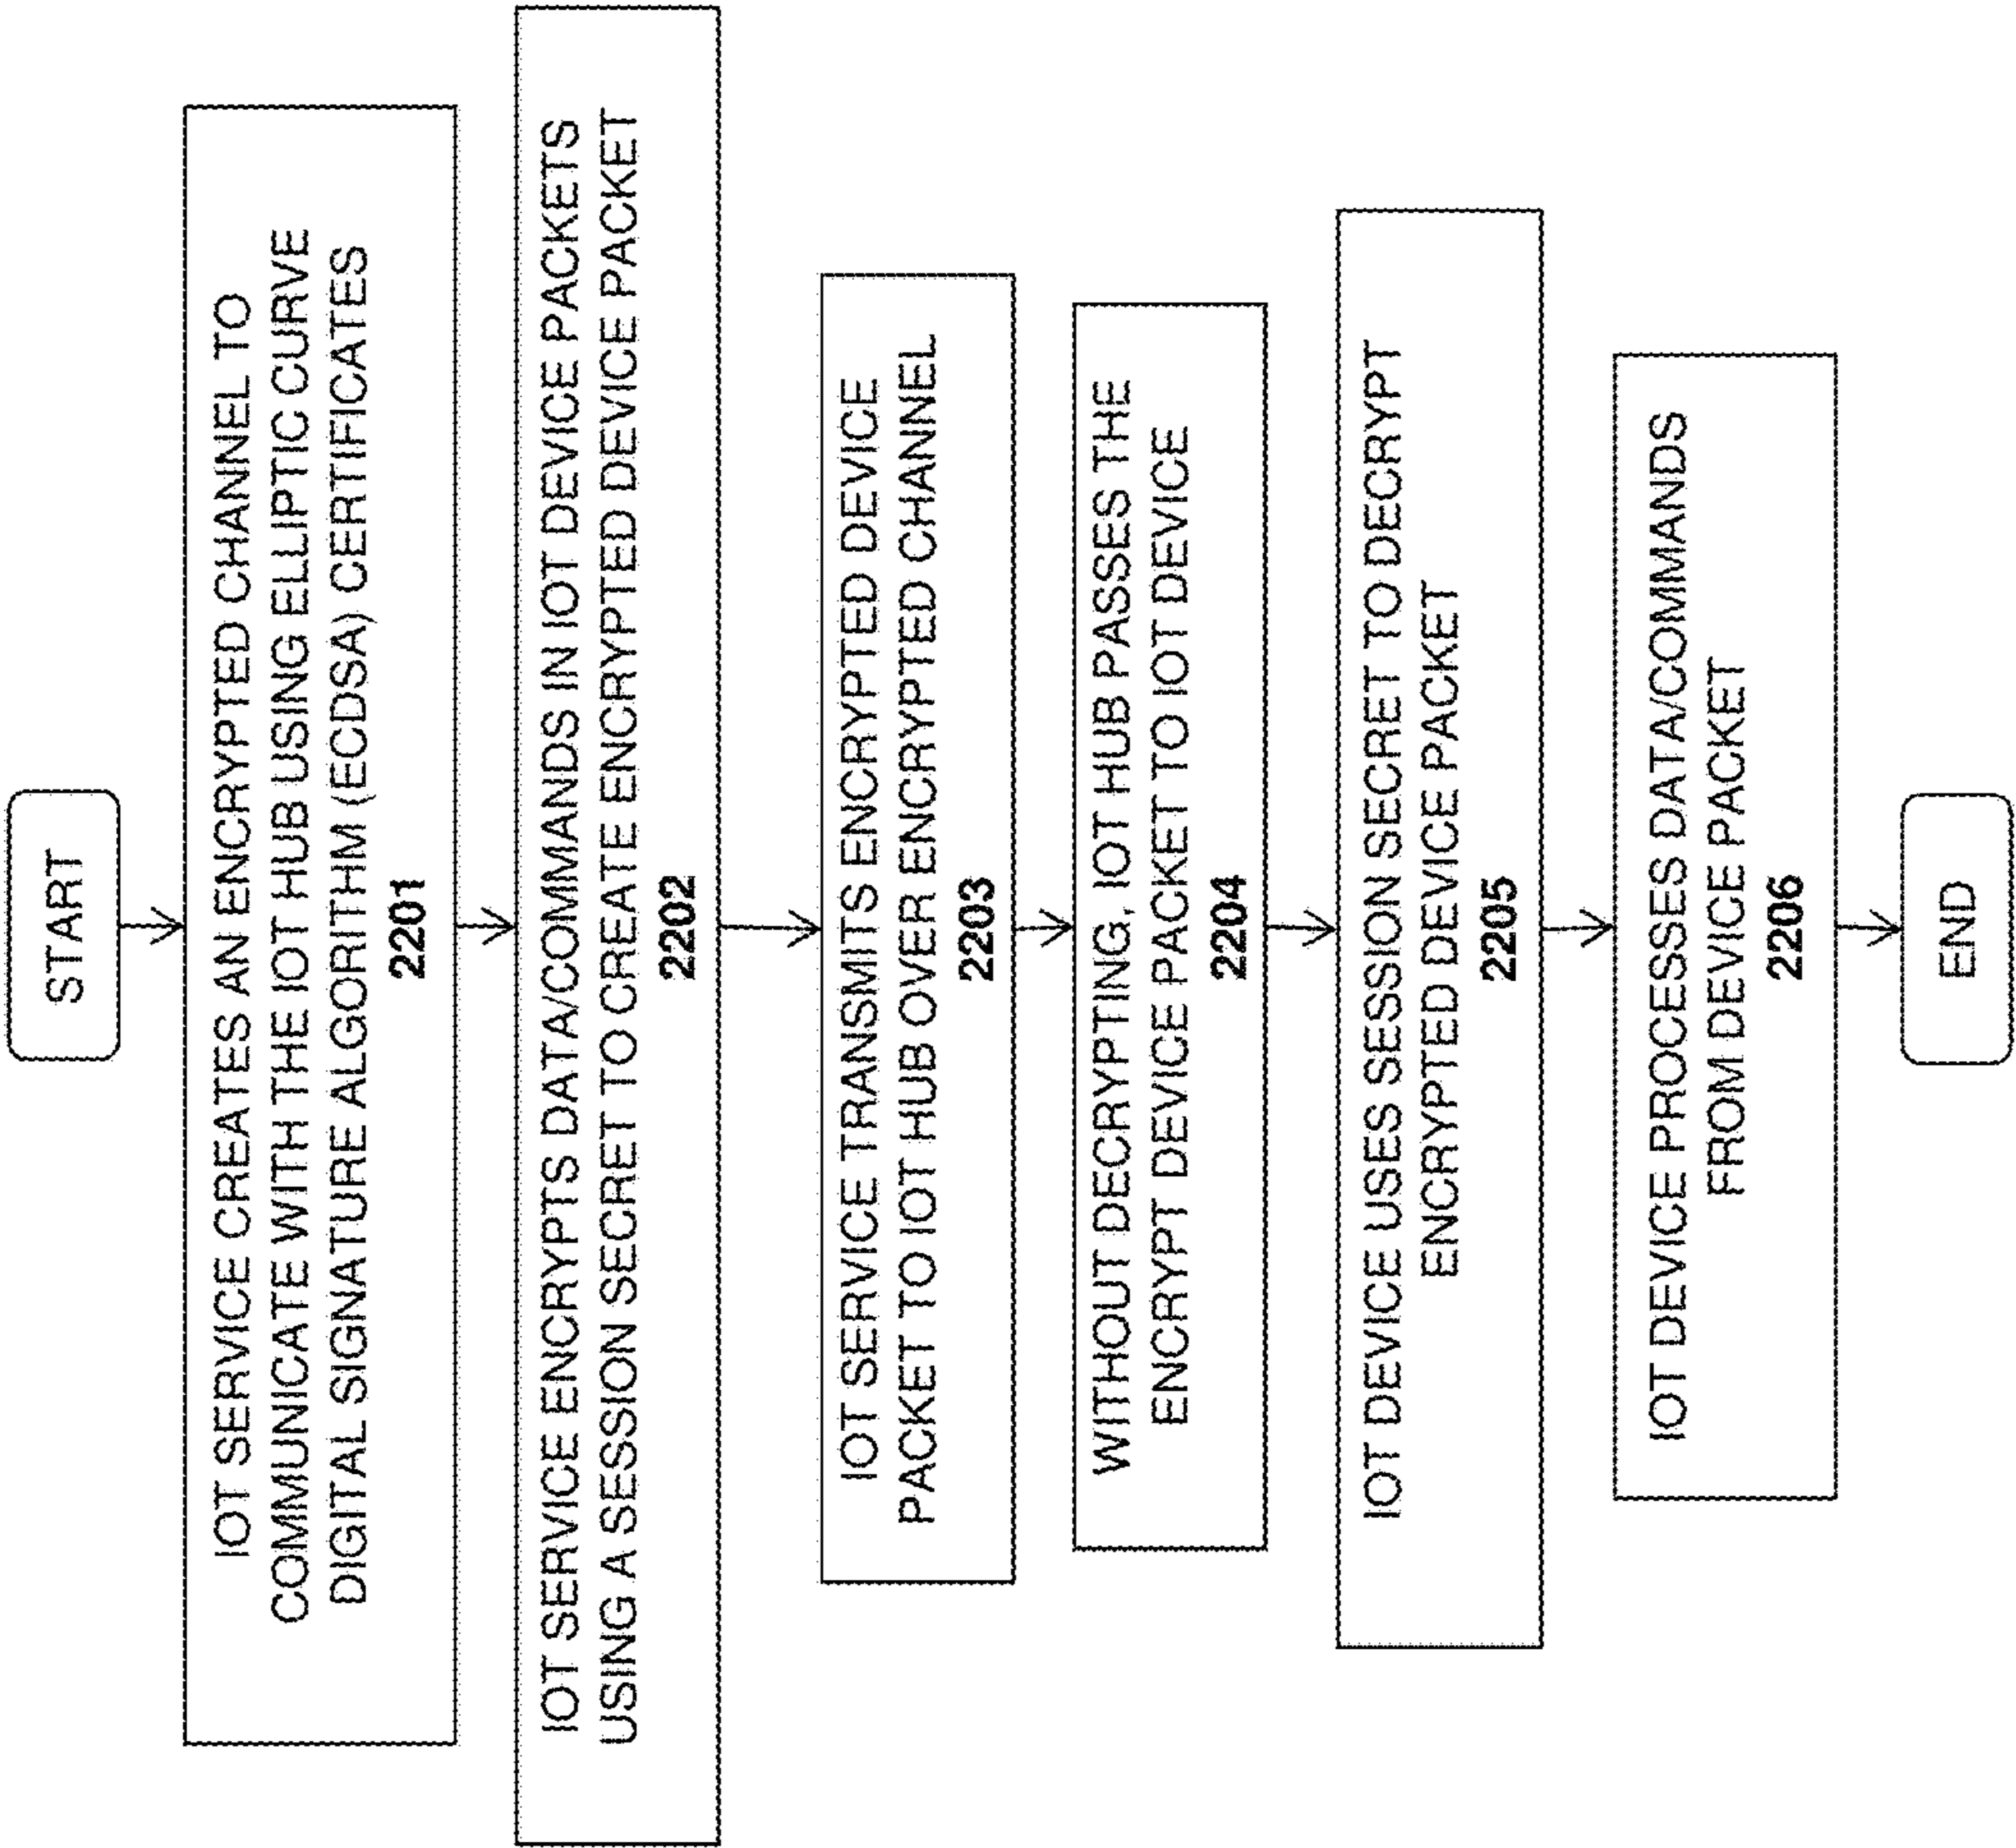 START
IOT SERVICE CREATES AN ENCRYPTED CHANNEL TO
COMMUNICATE WITH THE IOT HUB USING ELLIPTIC CURVE
DIGITAL SIGNATURE ALGORITHM (ECDSA) CERTIFICATES
2201
IOT SERVICE ENCRYPTS DATA/COMMANDS IN IOT DEVICE PACKETS
USING A SESSION SECRET TO CREATE ENCRYPTED DEVICE PACKET
2202
IOT SERVICE TRANSMITS ENCRYPTED DEVICE
PACKET TO IOT HUB OVER ENCRYPTED CHANNEL
2203
WITHOUT DECRYPTING, IOT HUB PASSES THE
ENCRYPT DEVICE PACKET TO IOT DEVICE
2204
IOT DEVICE USES SESSION SECRET TO DECRYPT
ENCRYPTED DEVICE PACKET
2205
IOT DEVICE PROCESSES DATA/COMMANDS
FROM DEVICE PACKET
2206
END